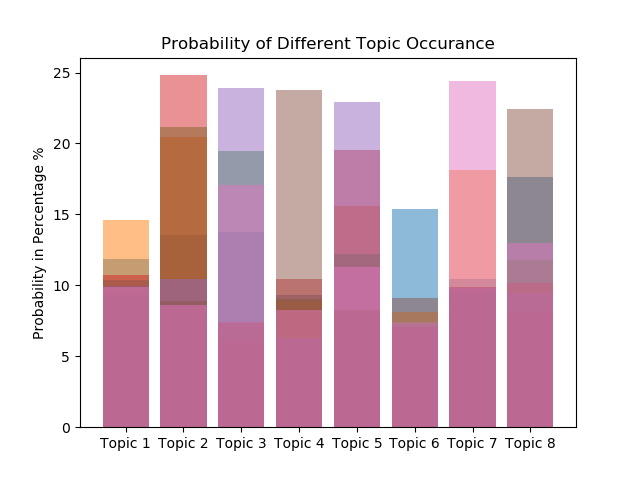 Probability of Different Topic Occurance
Probability in Percentage %
25
20
15
10
5
0
Topic 1 Topic 2 Topic 3 Topic 4 Topic 5 Topic 6 Topic 7 Topic 8